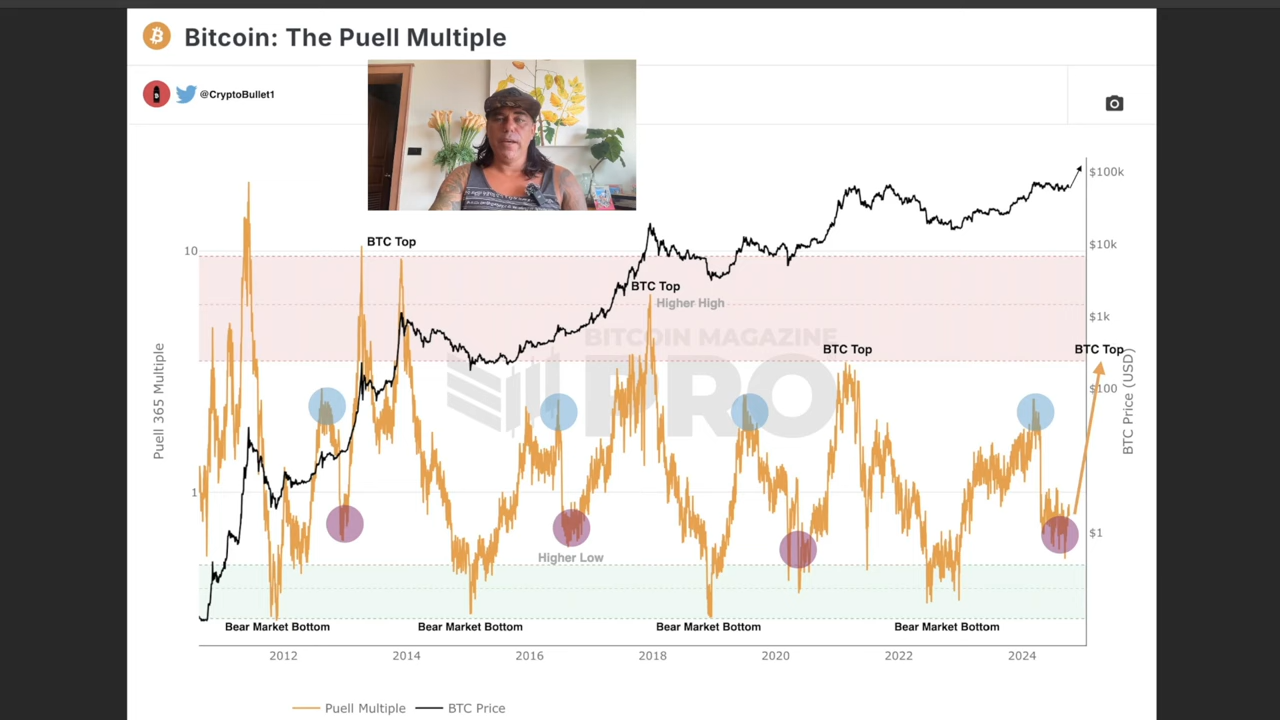 Bitcoin: The Puell Multiple
@CryptoBullet1
BTC Top
BTC Top
Higher High
BTC Top
BTC Top
BITCOIN MAGAZINE
PRO
Higher Low
Bear Market Bottom
Bear Market Bottom
Bear Market Bottom
Bear Market Bottom
Puell 365 Multiple
10
1
$100k
$10k
$1k
$100
$1
BTC Price (USD)
2012
2014
2016
2018
2020
2022
2024
Puell Multiple
BTC Price